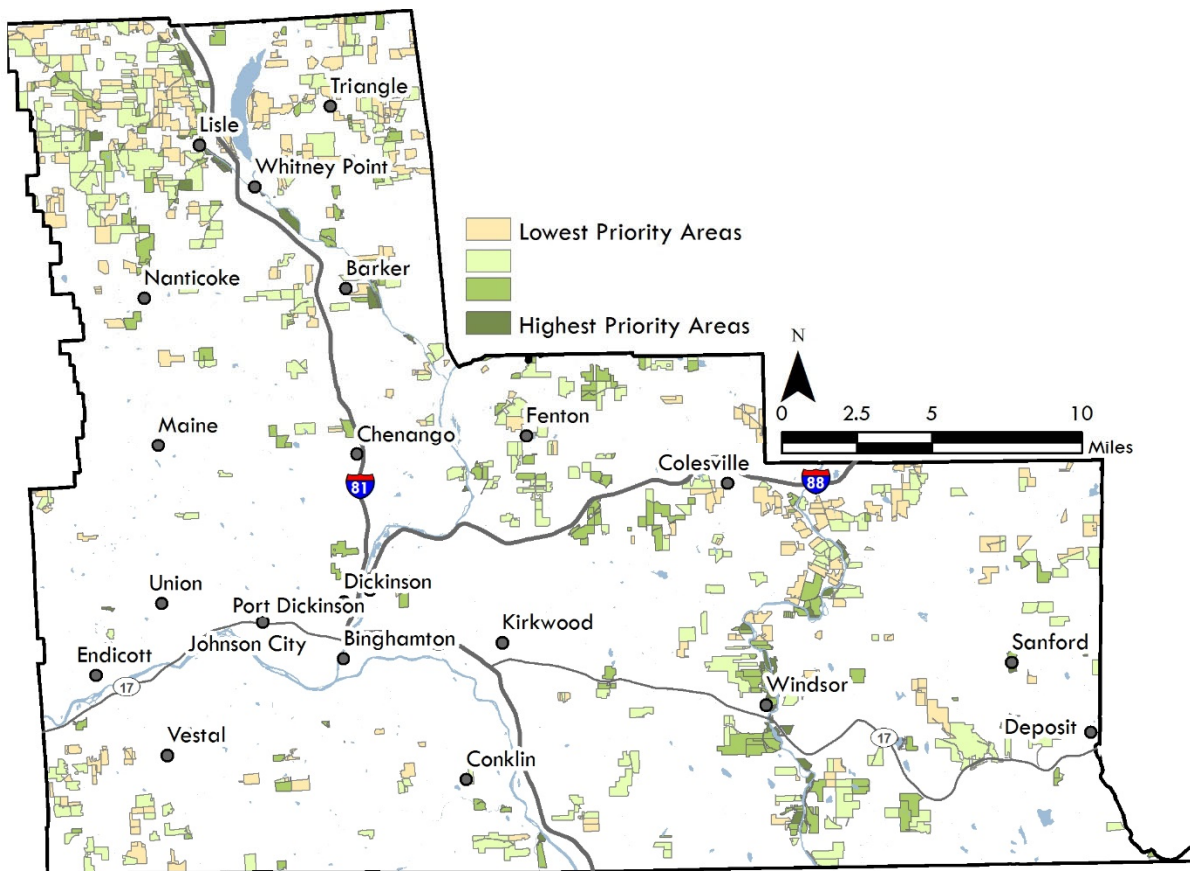 Triangle
Lisle
Whitney Point
Lowest Priority Areas
Nanticoke
Barker
Highest Priority Areas
N
0 2.5 5 10
Miles
Maine
Chenango
Fenton
Colesville
81
88
Union
Dickinson
Port Dickinson
Johnson City
Binghamton
Kirkwood
Endicott
Sanford
17
Windsor
Vestal
17
Deposit
Conklin